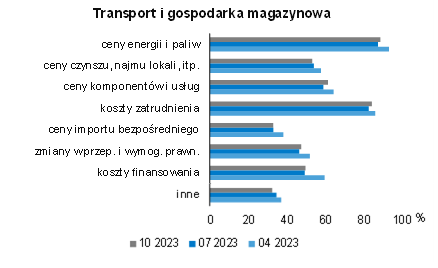 Transport i gospodarka magazynowa
ceny energii i paliw
ceny czynszu, najmu lokali, itp.
ceny komponentów i usług
koszty zatrudnienia
ceny importu bezpośredniego
zmiany w przep. i wymog. prawn.
koszty finansowania
inne
0 20 40 60 80 100 %
10 2023 07 2023 04 2023